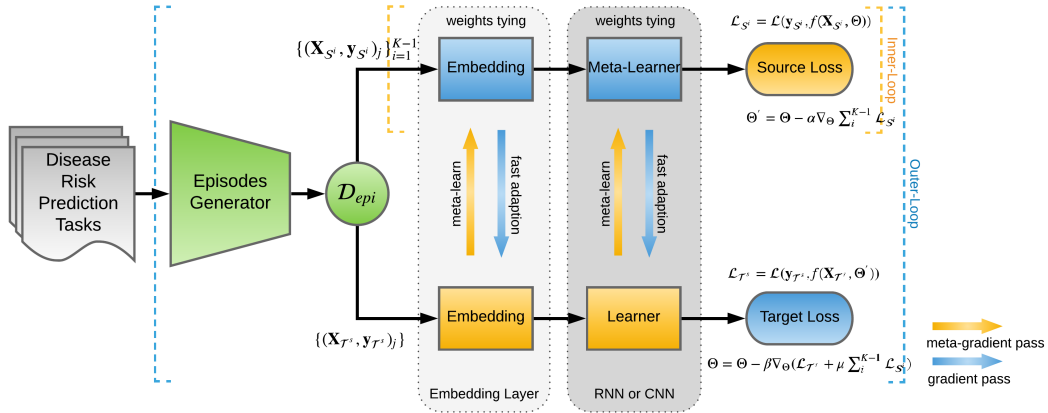 weights tying
weights tying
ℒ_{S^i} = ℒ(y_{S^i}, f(X_{S^i}, Θ))
{(X_{S^i}, y_{S^i})_j}_{i=1}^{K-1}
Embedding
Meta-Learner
Source Loss
Inner-Loop
Θ' = Θ − α∇_Θ ∑_i^{K-1} ℒ_{S^i}
Disease
Risk
Prediction
Tasks
Episodes
Generator
𝒟_{epi}
meta-learn
fast adaption
meta-learn
fast adaption
Outer-Loop
ℒ_{𝒯^s} = ℒ(y_{𝒯^s}, f(X_{𝒯^s}, Θ'))
{(X_{𝒯^s}, y_{𝒯^s})_j}
Embedding
Learner
Target Loss
Θ = Θ − β∇_Θ(ℒ_{𝒯^s} + μ ∑_i^{K-1} ℒ_{S^i})
Embedding Layer
RNN or CNN
meta-gradient pass
gradient pass